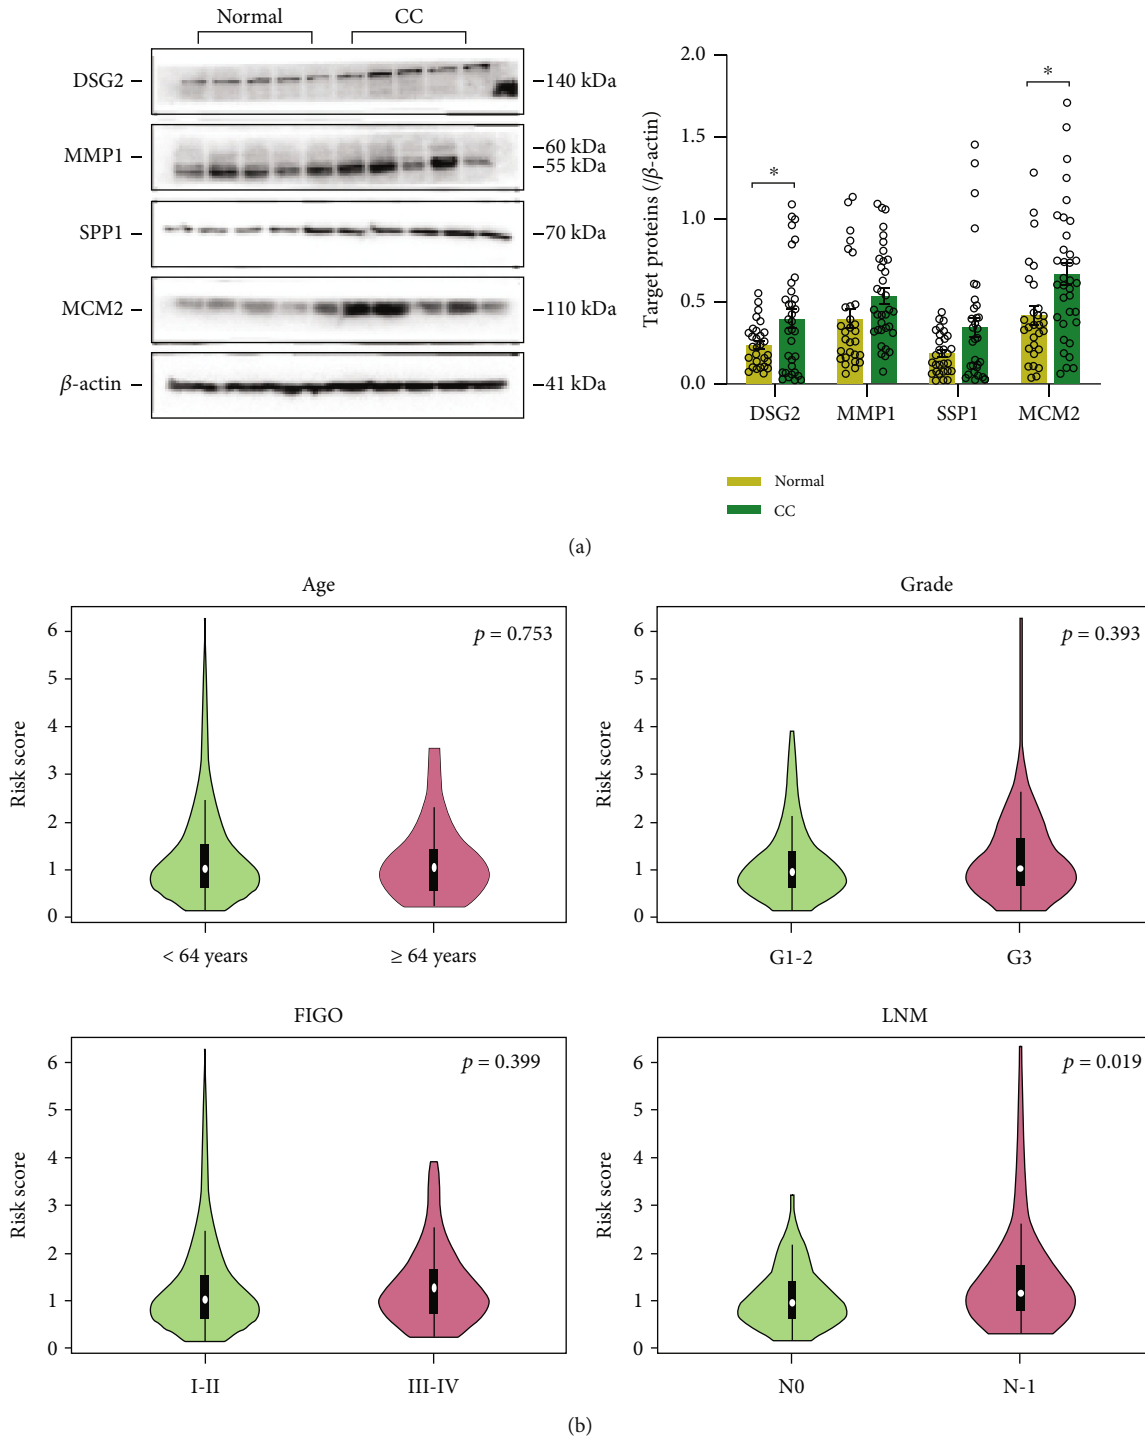 Normal CC
DSG2 –140 kDa
MMP1 –60 kDa
–55 kDa
SPP1 –70 kDa
MCM2 –110 kDa
β-actin –41 kDa
Target proteins (/β-actin)
2.0
1.5
1.0
0.5
0.0
* *
DSG2 MMP1 SSP1 MCM2
Normal
CC
(a)
Age
p = 0.753
Risk score
6
5
4
3
2
1
0
< 64 years ≥ 64 years
Grade
p = 0.393
Risk score
6
5
4
3
2
1
0
G1-2 G3
FIGO
p = 0.399
Risk score
6
5
4
3
2
1
0
I-II III-IV
LNM
p = 0.019
Risk score
6
5
4
3
2
1
0
N0 N-1
(b)